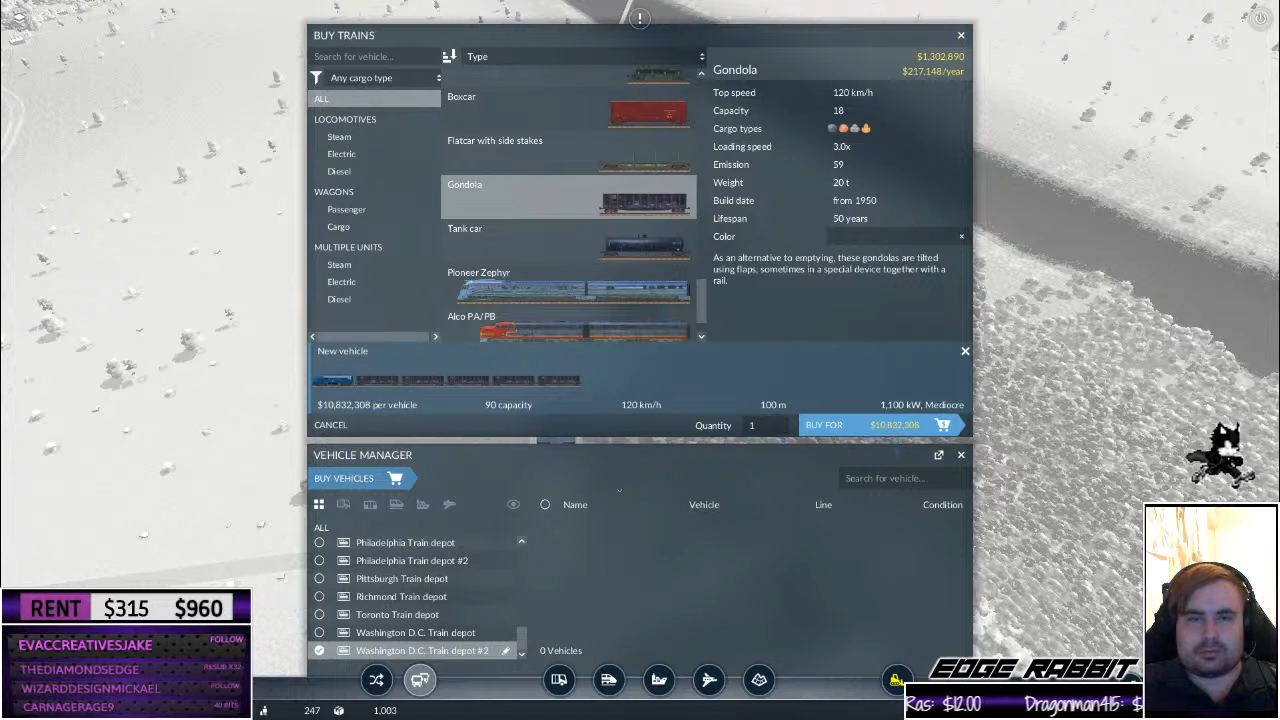 BUY TRAINS
Search for vehicle...
Type
Any cargo type
ALL
LOCOMOTIVES
Steam
Electric
Diesel
WAGONS
Passenger
Cargo
MULTIPLE UNITS
Steam
Electric
Diesel
Boxcar
Flatcar with side stakes
Gondola
Tank car
Pioneer Zephyr
Alco PA/PB
$1,302,890
Gondola
$217,148/year
Top speed 120 km/h
Capacity 18
Cargo types
Loading speed 3.0x
Emission 59
Weight 20 t
Build date from 1950
Lifespan 50 years
Color
As an alternative to emptying, these gondolas are tilted
using flaps, sometimes in a special device together with a
rail.
New vehicle
$10,832,308 per vehicle 90 capacity 120 km/h 100 m 1,100 kW, Mediocre
CANCEL Quantity 1 BUY FOR $10,832,308
VEHICLE MANAGER
BUY VEHICLES Search for vehicle...
Name Vehicle Line Condition
ALL
Philadelphia Train depot
Philadelphia Train depot #2
Pittsburgh Train depot
Richmond Train depot
Toronto Train depot
Washington D.C. Train depot
Washington D.C. Train depot #2
0 Vehicles
247 1,003
RENT $315 $960
EVACCREATIVESJAKE FOLLOW
THEDIAMONDSEDGE RESUB X32
WIZARDDESIGNMICKAEL FOLLOW
CARNAGERAGE9 40 BITS
EDGE RABBIT
Ras: $12.00 Dragonman415: $